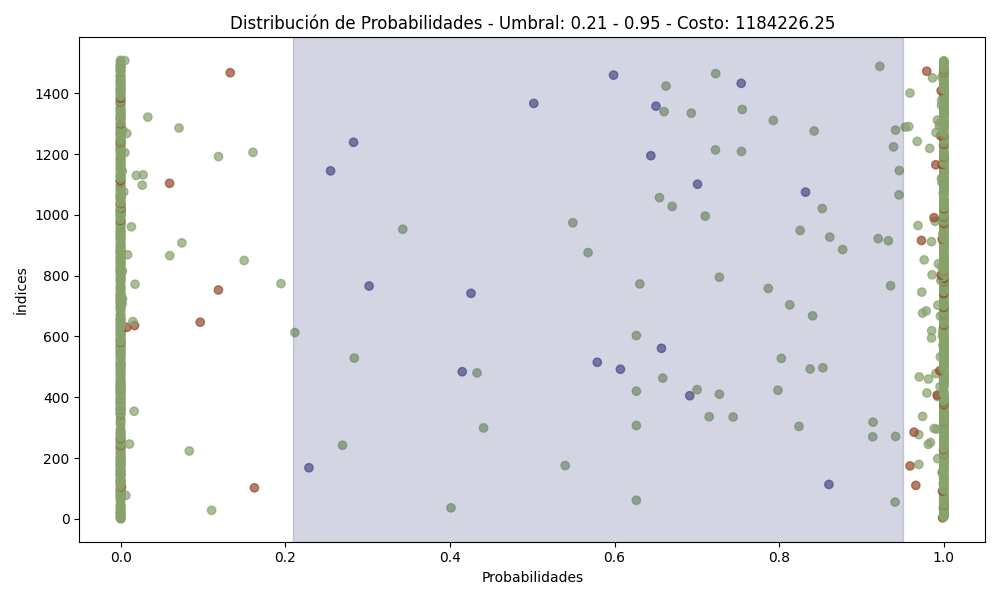 Distribución de Probabilidades - Umbral: 0.21 - 0.95 - Costo: 1184226.25
Índices
1400
1200
1000
800
600
400
200
0
0.0 0.2 0.4 0.6 0.8 1.0
Probabilidades